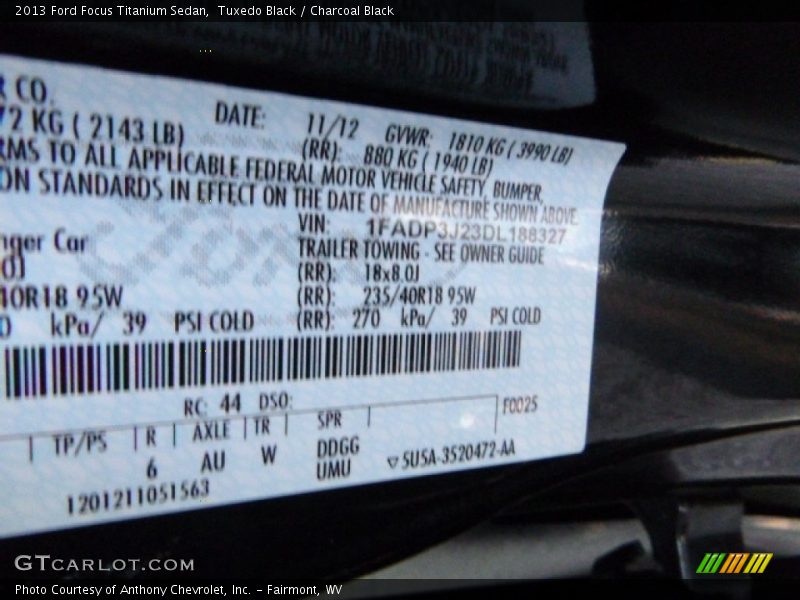 2013 Ford Focus Titanium Sedan,  Tuxedo Black / Charcoal Black
R CO.
72 KG ( 2143 LB)
DATE: 11/12 GVWR: 1810 KG ( 3990 LB)
(RR): 880 KG ( 1940 LB)
RMS TO ALL APPLICABLE FEDERAL MOTOR VEHICLE SAFETY, BUMPER,
ON STANDARDS IN EFFECT ON THE DATE OF MANUFACTURE SHOWN ABOVE.
VIN: 1FADP3J23DL188327
nger Car TRAILER TOWING - SEE OWNER GUIDE
0J (RR): 18x8.0J
40R18 95W (RR): 235/40R18 95W
0 kPa/ 39 PSI COLD (RR): 270 kPa/ 39 PSI COLD
RC: 44 DSO:
F0025
TP/PS R AXLE TR SPR
6 AU W DDGG
UMU ▽5U5A-3520472-AA
1201211051563
GTCARLOT.COM
Photo Courtesy of Anthony Chevrolet, Inc. – Fairmont, WV